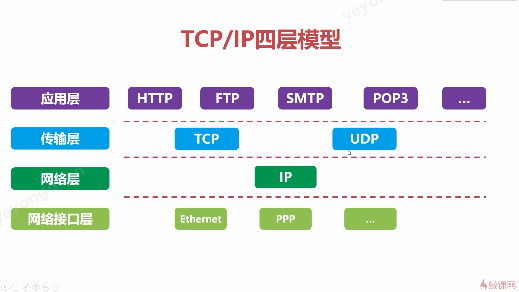 TCP/IP四层模型
应用层 HTTP FTP SMTP POP3 ...
传输层 TCP UDP
网络层 IP
网络接口层 Ethernet PPP ...
慕课网